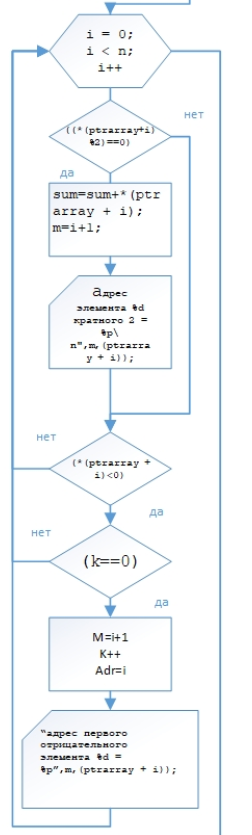 i = 0;
i < n;
i++
нет
((*(ptrarray+i)
%2)==0)
да
sum=sum+*(ptr
array + i);
m=i+1;
адрес
элемента %d
кратного 2 =
%p\
n",m,(ptrarra
y + i));
нет
(*(ptrarray +
i)<0)
да
нет
(k==0)
да
M=i+1
K++
Adr=i
"адрес первого
отрицательного
элемента %d =
%p",m,(ptrarray + i));